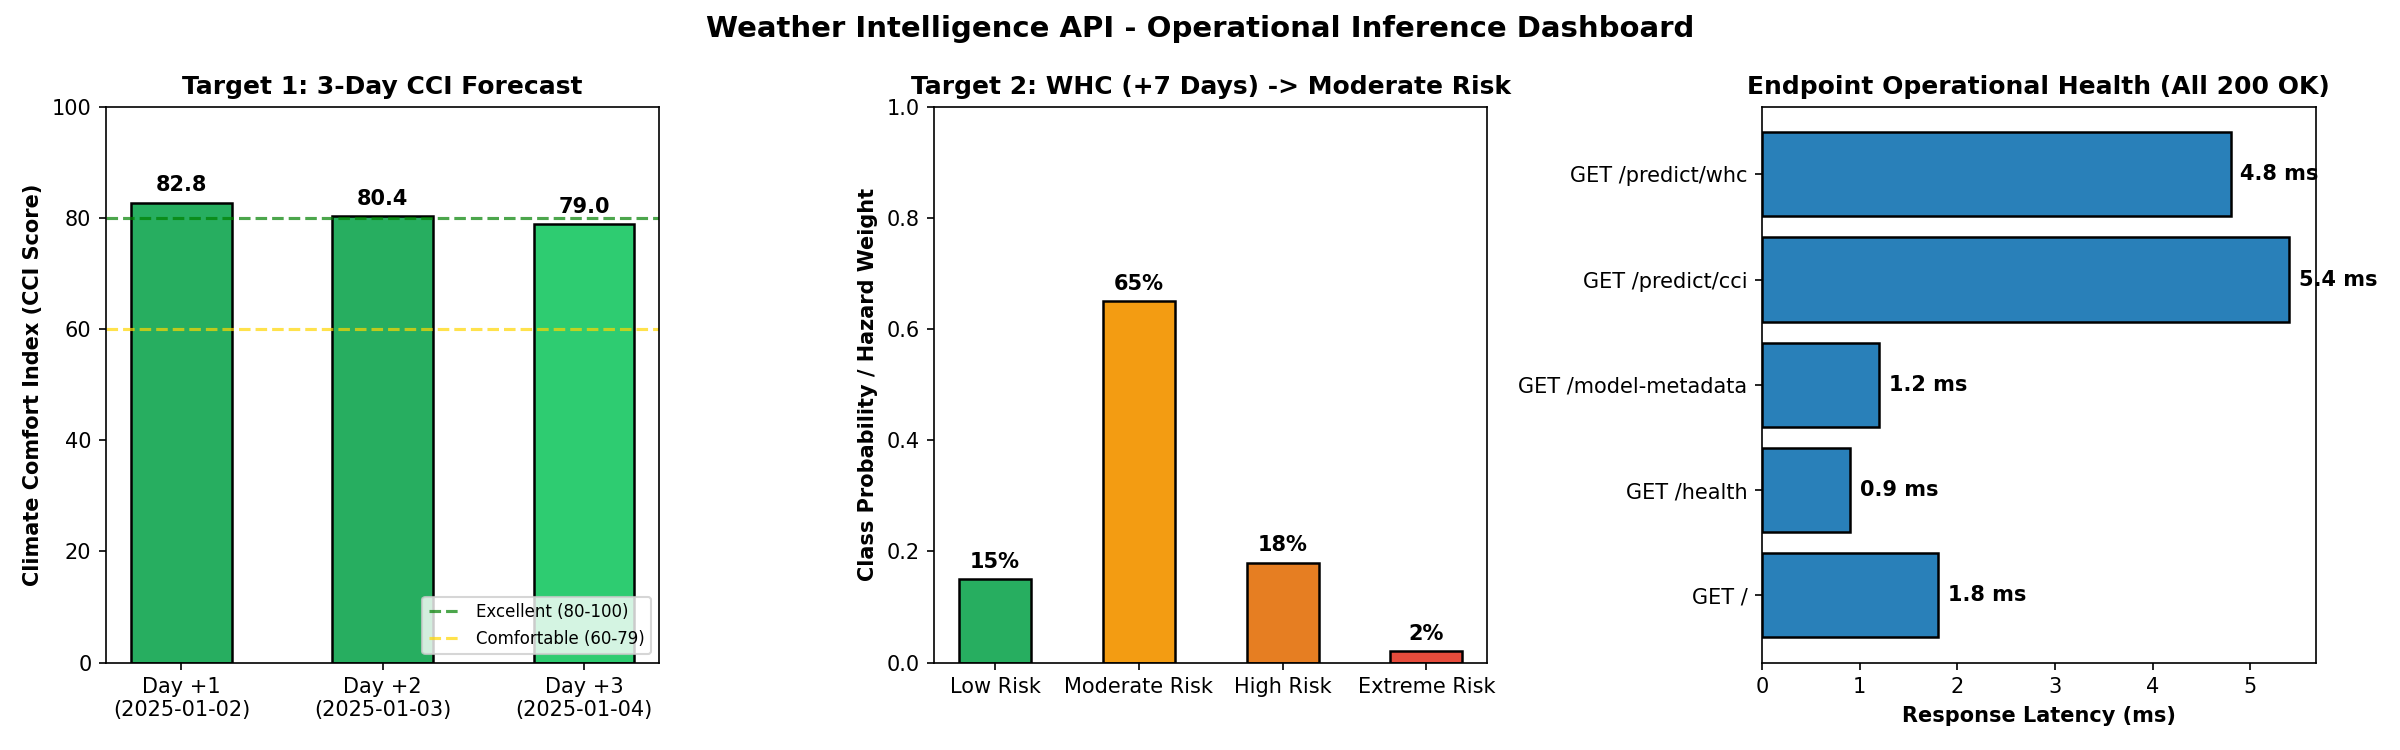 Weather Intelligence API - Operational Inference Dashboard
Target 1: 3-Day CCI Forecast
Climate Comfort Index (CCI Score)
100
80
60
40
20
0
82.8
80.4
79.0
Excellent (80-100)
Comfortable (60-79)
Day +1
(2025-01-02)
Day +2
(2025-01-03)
Day +3
(2025-01-04)
Target 2: WHC (+7 Days) -> Moderate Risk
Class Probability / Hazard Weight
1.0
0.8
0.6
0.4
0.2
0.0
15%
65%
18%
2%
Low Risk
Moderate Risk
High Risk
Extreme Risk
Endpoint Operational Health (All 200 OK)
GET /predict/whc
4.8 ms
GET /predict/cci
5.4 ms
GET /model-metadata
1.2 ms
GET /health
0.9 ms
GET /
1.8 ms
0
1
2
3
4
5
Response Latency (ms)